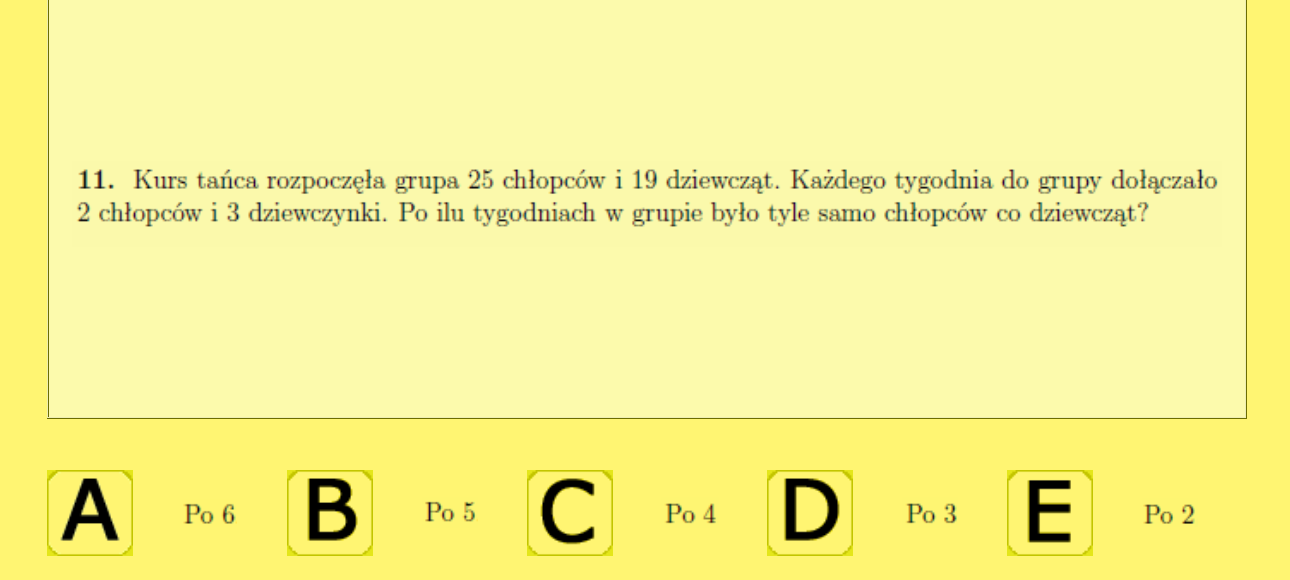 11. Kurs tańca rozpoczęła grupa 25 chłopców i 19 dziewcząt. Każdego tygodnia do grupy dołączało
2 chłopców i 3 dziewczynki. Po ilu tygodniach w grupie było tyle samo chłopców co dziewcząt?
A Po 6 B Po 5 C Po 4 D Po 3 E Po 2